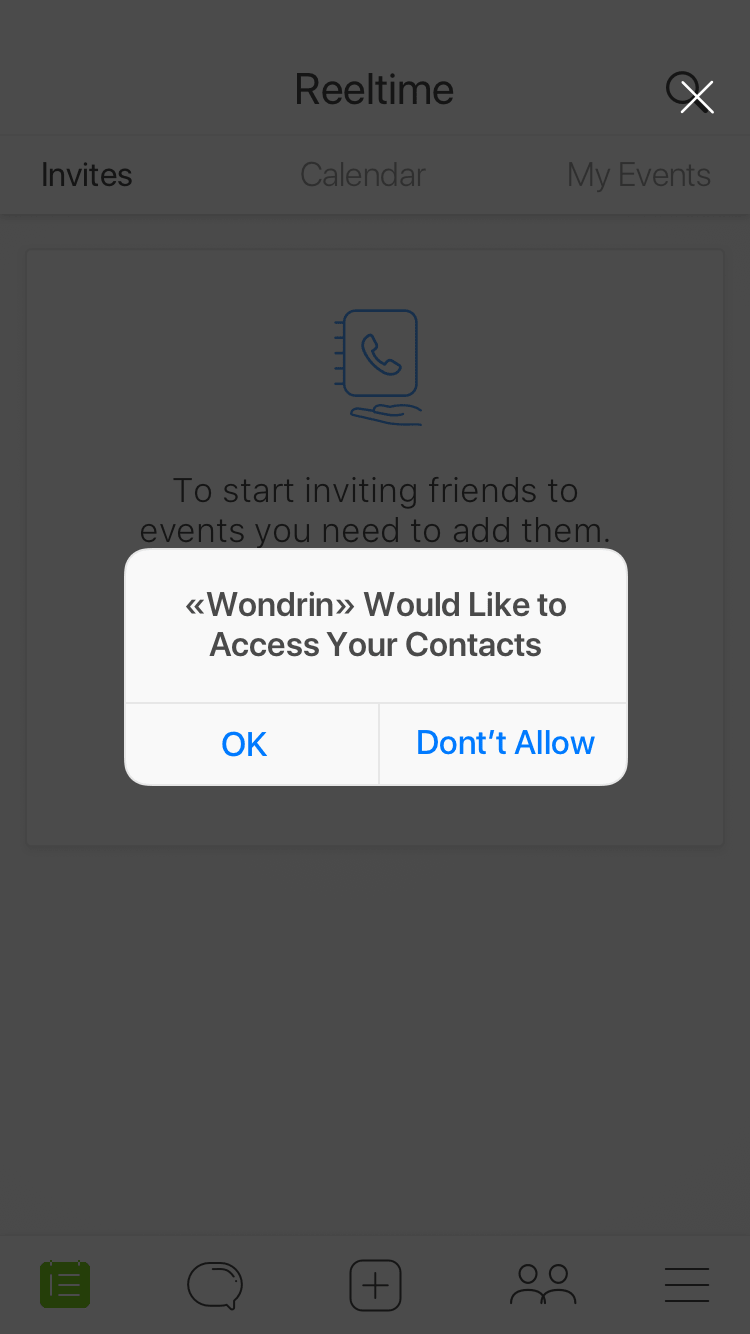 Reeltime
Invites Calendar My Events
To start inviting friends to
events you need to add them.
«Wondrin» Would Like to
Access Your Contacts
OK Dont’t Allow